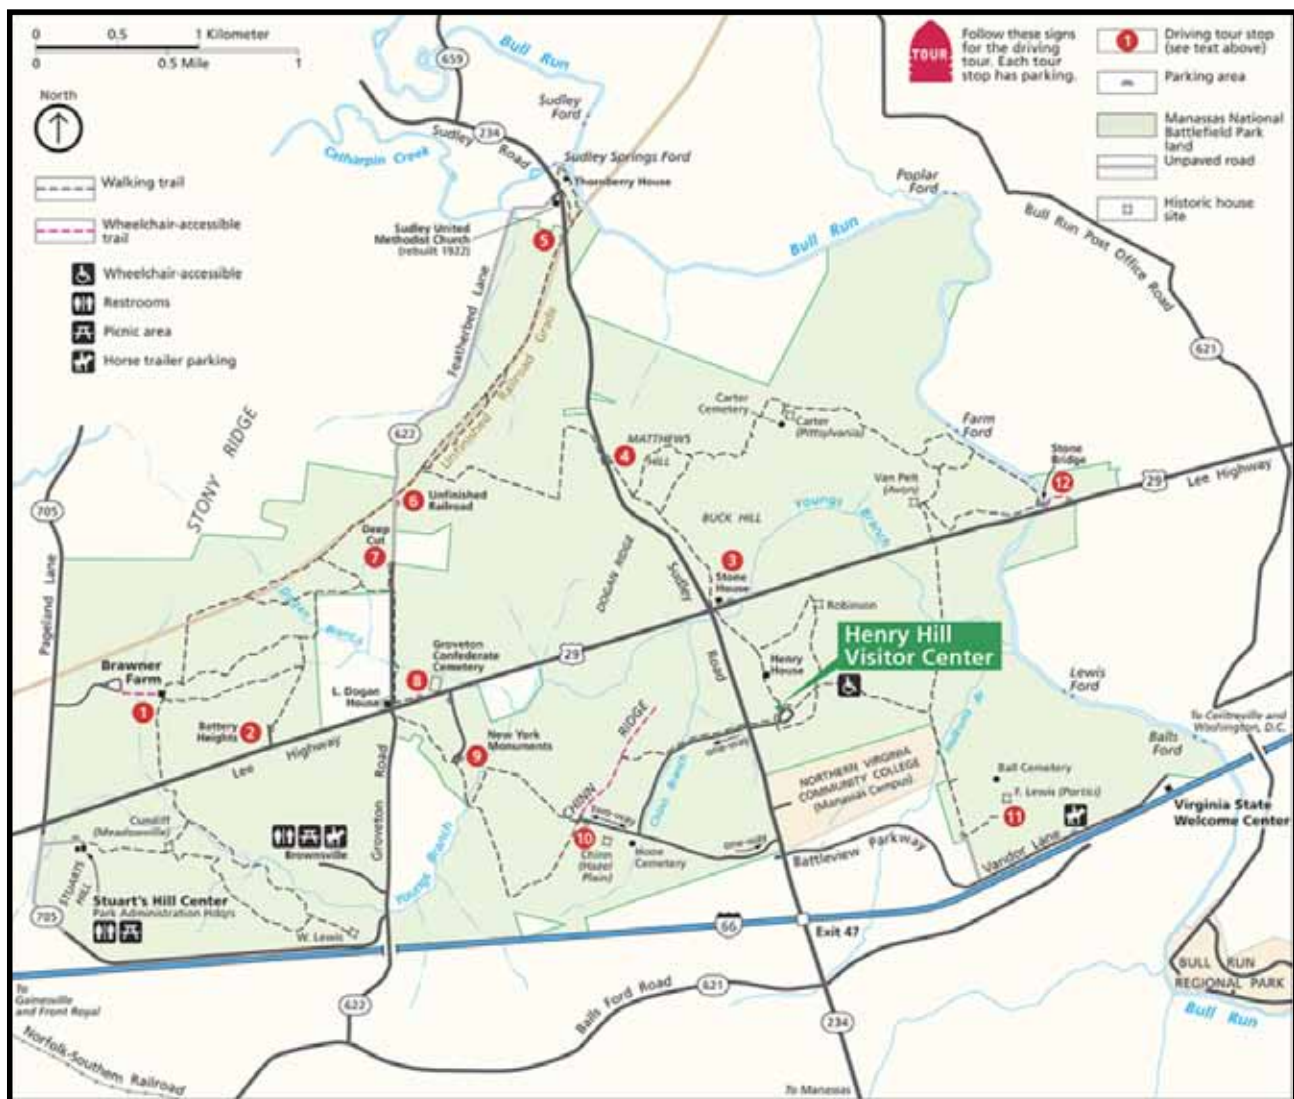 0 0.5 1 Kilometer
0 0.5 Mile 1
North
Walking trail
Wheelchair-accessible
trail
Wheelchair-accessible
Restrooms
Picnic area
Horse trailer parking
TOUR
Follow these signs
for the driving
tour. Each tour
stop has parking.
1
Driving tour stop
(see text above)
Parking area
Manassas National
Battlefield Park
land
Unpaved road
Historic house
site
659
Bull Run
Sudley
Ford
234
Sudley Road
Catharpin Creek
Sudley Springs Ford
Thornberry House
Sudley United
Methodist Church
(rebuilt 1922)
5
Poplar
Ford
Bull Run
Bull Run Post Office Road
621
Featherbed Lane
Unfinished Railroad Grade
622
STONY RIDGE
705
Pageland Lane
Carter
Cemetery
Carter
(Pittsylvania)
MATTHEWS
HILL
4
Farm
Ford
Stone
Bridge
12
29
Lee Highway
Van Pelt
(Avon)
Youngs Branch
BUCK HILL
6
Unfinished
Railroad
Deep
Cut
7
DOGAN RIDGE
3
Stone
House
Sudley Road
Dogan Branch
Robinson
Henry Hill
Visitor Center
Henry
House
Groveton
Confederate
Cemetery
8
29
Brawner
Farm
1
L. Dogan
House
Battery
Heights
2
Lee Highway
9
New York
Monuments
CHINN RIDGE
one-way
Chinn Branch
Lewis
Ford
To Centreville and
Washington, D.C.
Balls
Ford
NORTHERN VIRGINIA
COMMUNITY COLLEGE
(Manassas Campus)
Ball Cemetery
F. Lewis (Portici)
11
Virginia State
Welcome Center
Vandor Lane
Battleview Parkway
two-way
one-way
10
Chinn
(Hazel
Plain)
Hooe
Cemetery
Cundiff
(Meadowville)
Brownsville
Groveton Road
Youngs Branch
STUARTS
HILL
Stuart's Hill Center
Park Administration Hdqrs
705
W. Lewis
66
Exit 47
To
Gainesville
and Front Royal
622
Balls Ford Road
621
234
BULL RUN
REGIONAL PARK
Bull Run
Norfolk-Southern Railroad
To Manassas